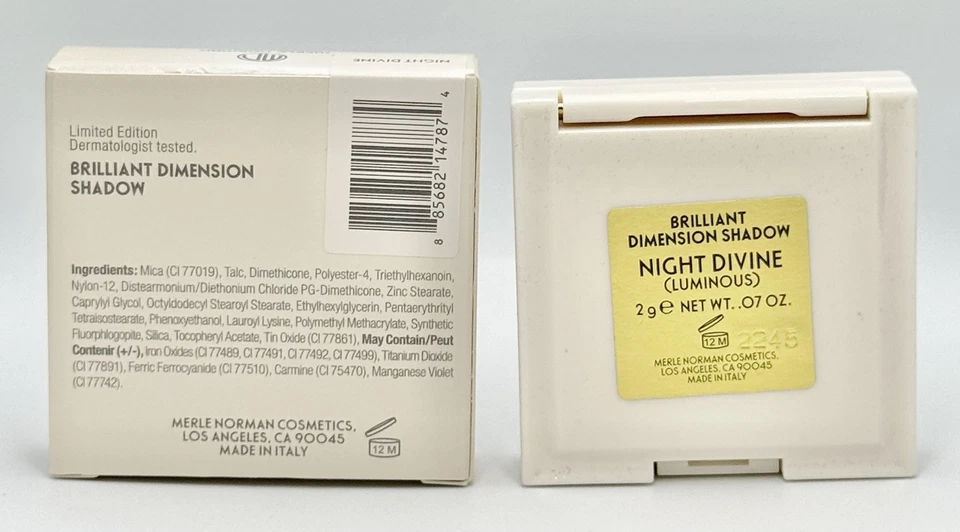 NIGHT DIVINE
Limited Edition
Dermatologist tested.
BRILLIANT DIMENSION
SHADOW
8 85682 14787 4
Ingredients: Mica (CI 77019), Talc, Dimethicone, Polyester-4, Triethylhexanoin,
Nylon-12, Distearmonium/Diethonium Chloride PG-Dimethicone, Zinc Stearate,
Caprylyl Glycol, Octyldodecyl Stearoyl Stearate, Ethylhexylglycerin, Pentaerythrityl
Tetraisostearate, Phenoxyethanol, Lauroyl Lysine, Polymethyl Methacrylate, Synthetic
Fluorphlogopite, Silica, Tocopheryl Acetate, Tin Oxide (CI 77861), May Contain/Peut
Contenir (+/-), Iron Oxides (CI 77489, CI 77491, CI 77492, CI 77499), Titanium Dioxide
(CI 77891), Ferric Ferrocyanide (CI 77510), Carmine (CI 75470), Manganese Violet
(CI 77742).
MERLE NORMAN COSMETICS,
LOS ANGELES, CA 90045
MADE IN ITALY
12 M
BRILLIANT
DIMENSION SHADOW
NIGHT DIVINE
(LUMINOUS)
2 g e NET WT. .07 OZ.
12 M 2245
MERLE NORMAN COSMETICS,
LOS ANGELES, CA 90045
MADE IN ITALY